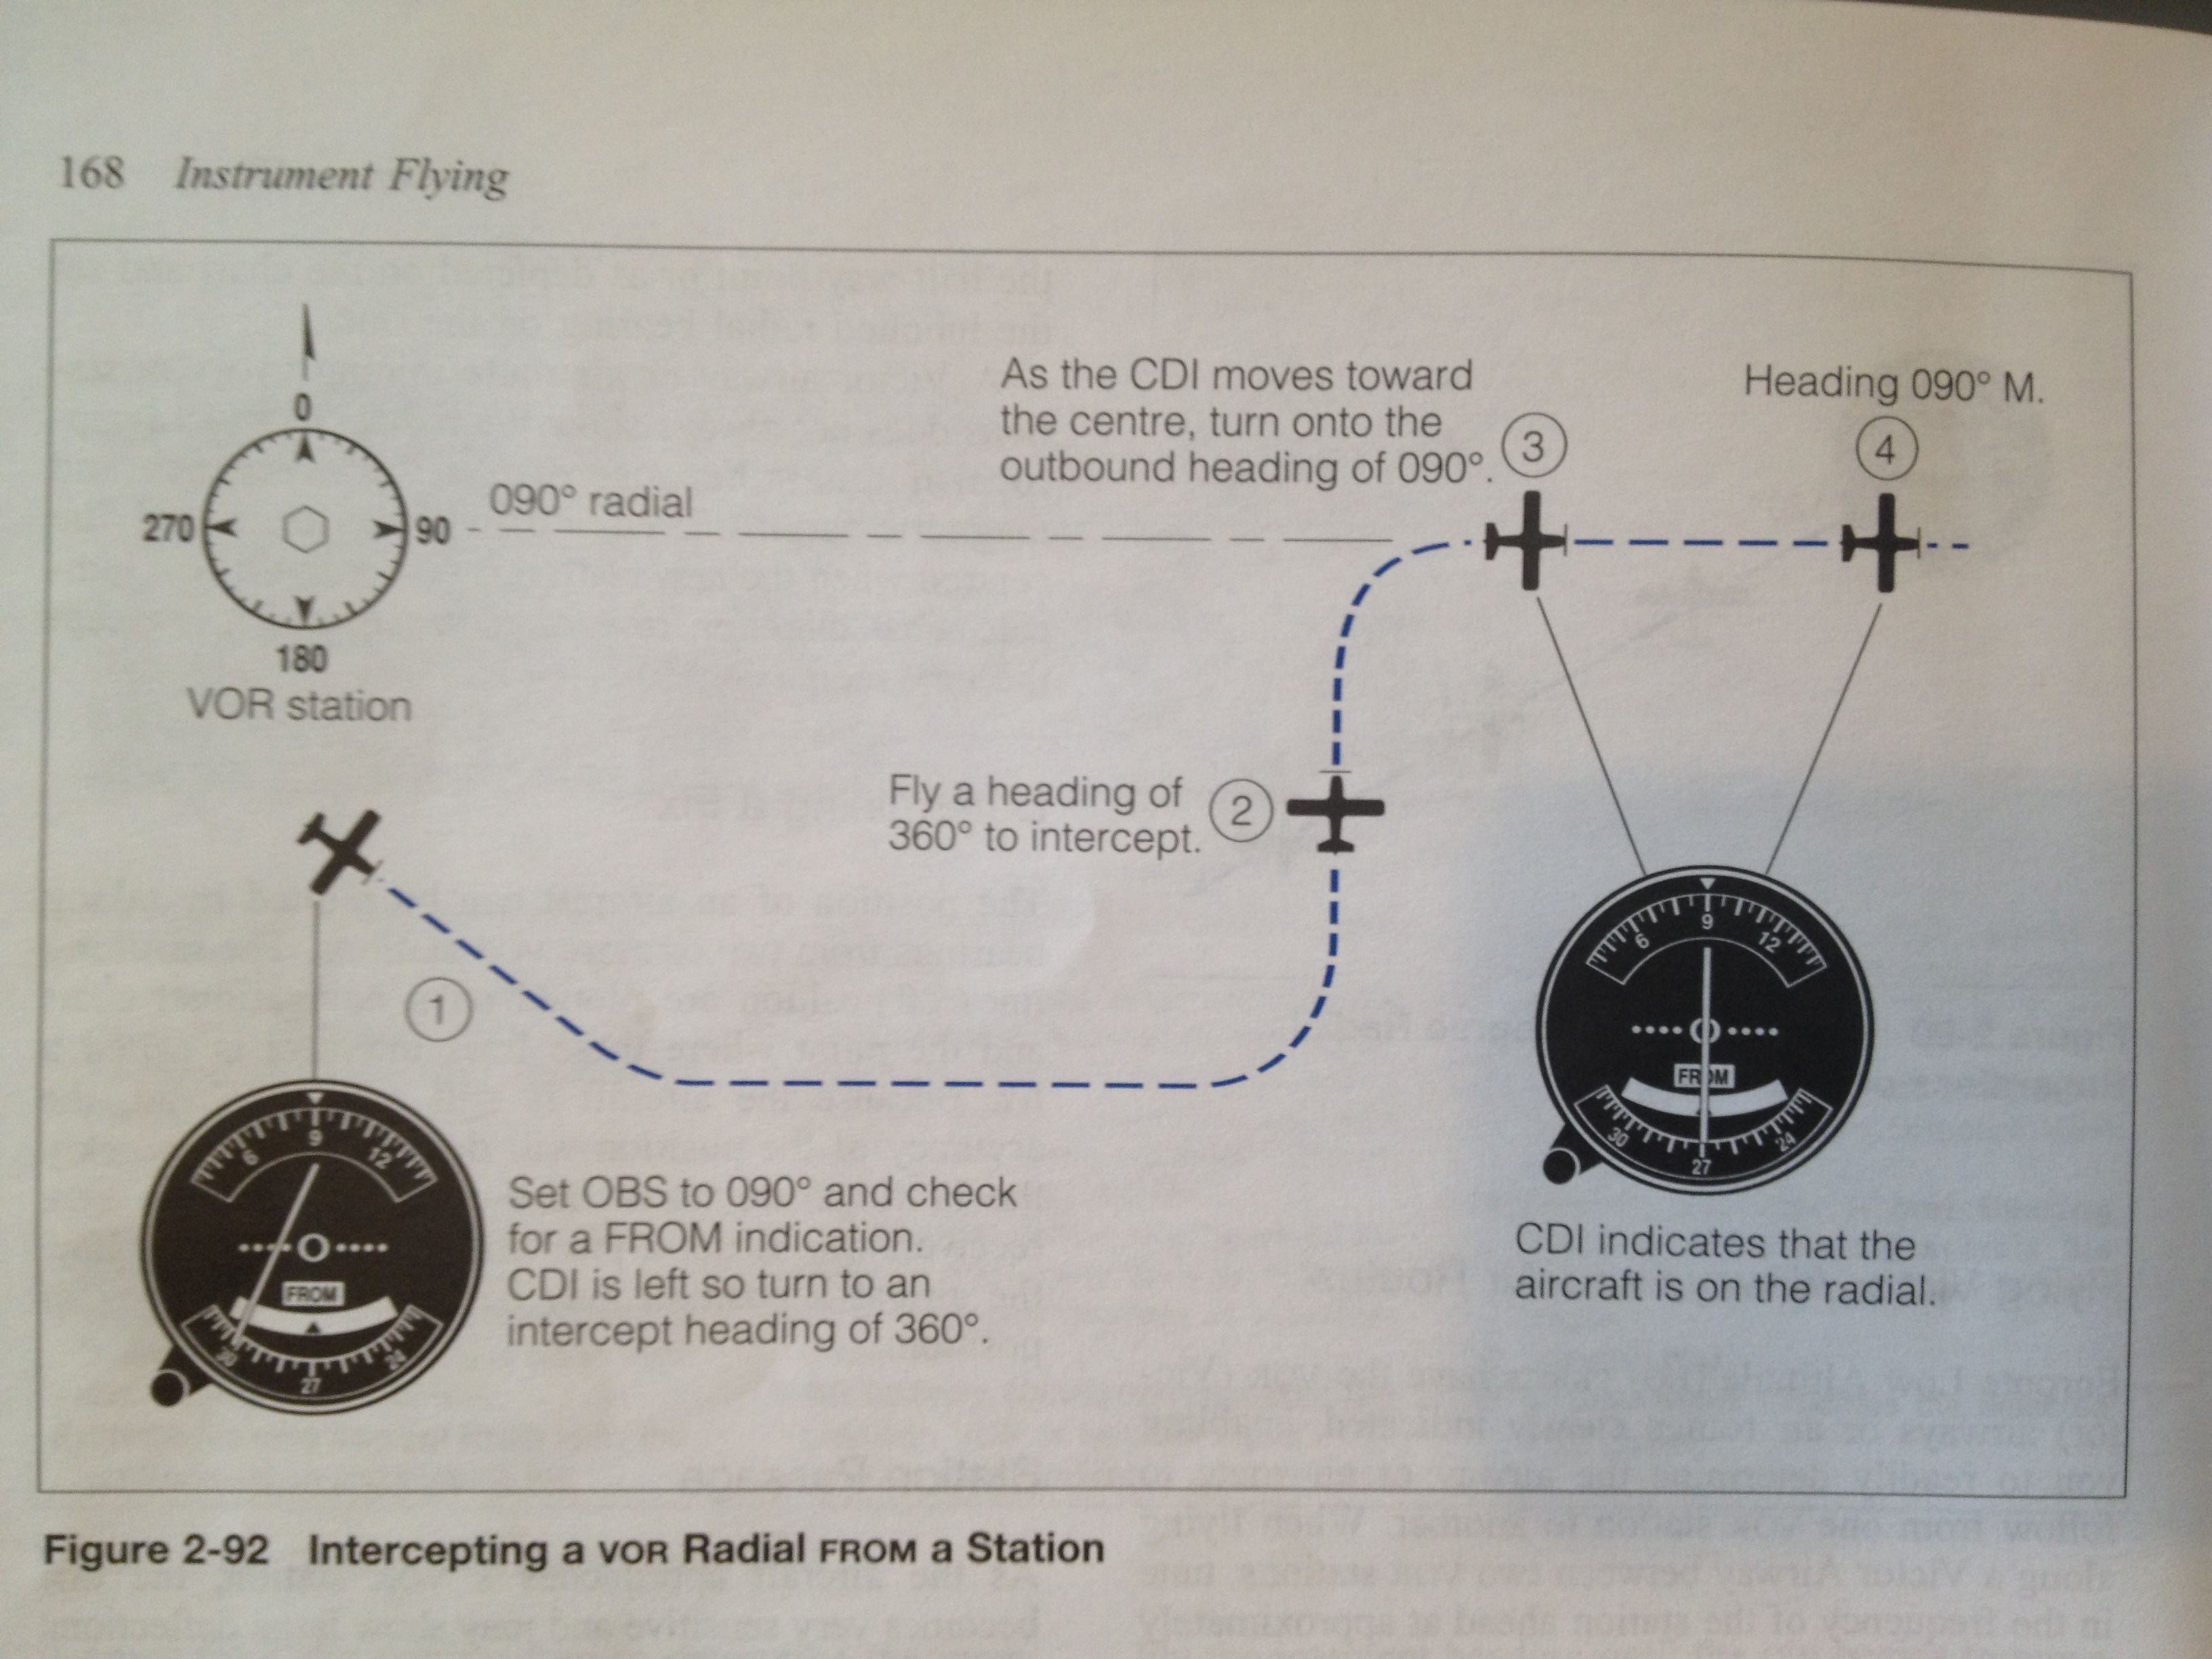 168 Instrument Flying
0
270
90
180
VOR station
090° radial
As the CDI moves toward
the centre, turn onto the
outbound heading of 090°.
3
Heading 090° M.
4
Fly a heading of
360° to intercept.
2
1
6
9
12
FROM
30
27
24
Set OBS to 090° and check
for a FROM indication.
CDI is left so turn to an
intercept heading of 360°.
6
9
12
FROM
30
27
24
CDI indicates that the
aircraft is on the radial.
Figure 2-92 Intercepting a VOR Radial FROM a Station